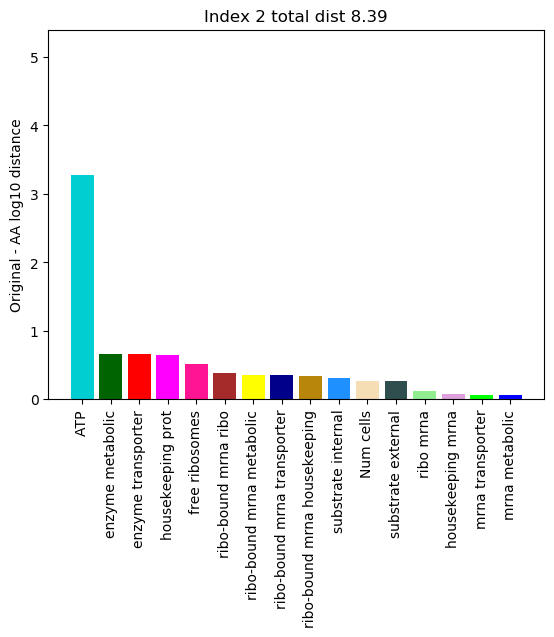 Index 2 total dist 8.39
Original - AA log10 distance
5
4
3
2
1
0
ATP
enzyme metabolic
enzyme transporter
housekeeping prot
free ribosomes
ribo-bound mrna ribo
ribo-bound mrna metabolic
ribo-bound mrna transporter
ribo-bound mrna housekeeping
substrate internal
Num cells
substrate external
ribo mrna
housekeeping mrna
mrna transporter
mrna metabolic